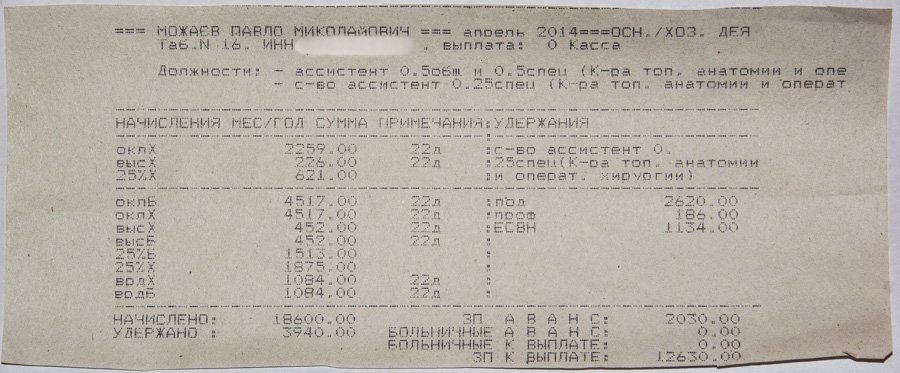 === МОЖАЕВ ПАВЛО МИКОЛАЙОВИЧ === апрель 2014===ОСН./ХОЗ. ДЕЯ
Таб.N 16. ИНН . выплата: 0 Касса
Должности: - ассистент 0.5общ и 0.5спец (К-ра топ. анатомии и опе
- с-во ассистент 0.25спец (К-ра топ. анатомии и операт
НАЧИСЛЕНИЯ МЕС/ГОД СУММА ПРИМЕЧАНИЯ:УДЕРЖАНИЯ
оклХ 2259.00 22д :с-во ассистент 0.
высХ 226.00 22д :25спец(К-ра топ. анатомии
25%Х 621.00 :и операт. хирургии)
оклБ 4517.00 22д :под 2620.00
оклХ 4517.00 22д :проф 186.00
высХ 452.00 22д :ЕСВН 1134.00
высБ 452.00 22д :
25%Б 1513.00 :
25%Х 1875.00 :
врдХ 1084.00 22д :
врдБ 1084.00 22д :
НАЧИСЛЕНО: 18600.00 ЗП А В А Н С: 2030.00
УДЕРЖАНО : 3940.00 БОЛЬНИЧНЫЕ А В А Н С: 0.00
БОЛЬНИЧНЫЕ К ВЫПЛАТЕ: 0.00
ЗП К ВЫПЛАТЕ: 12630.00